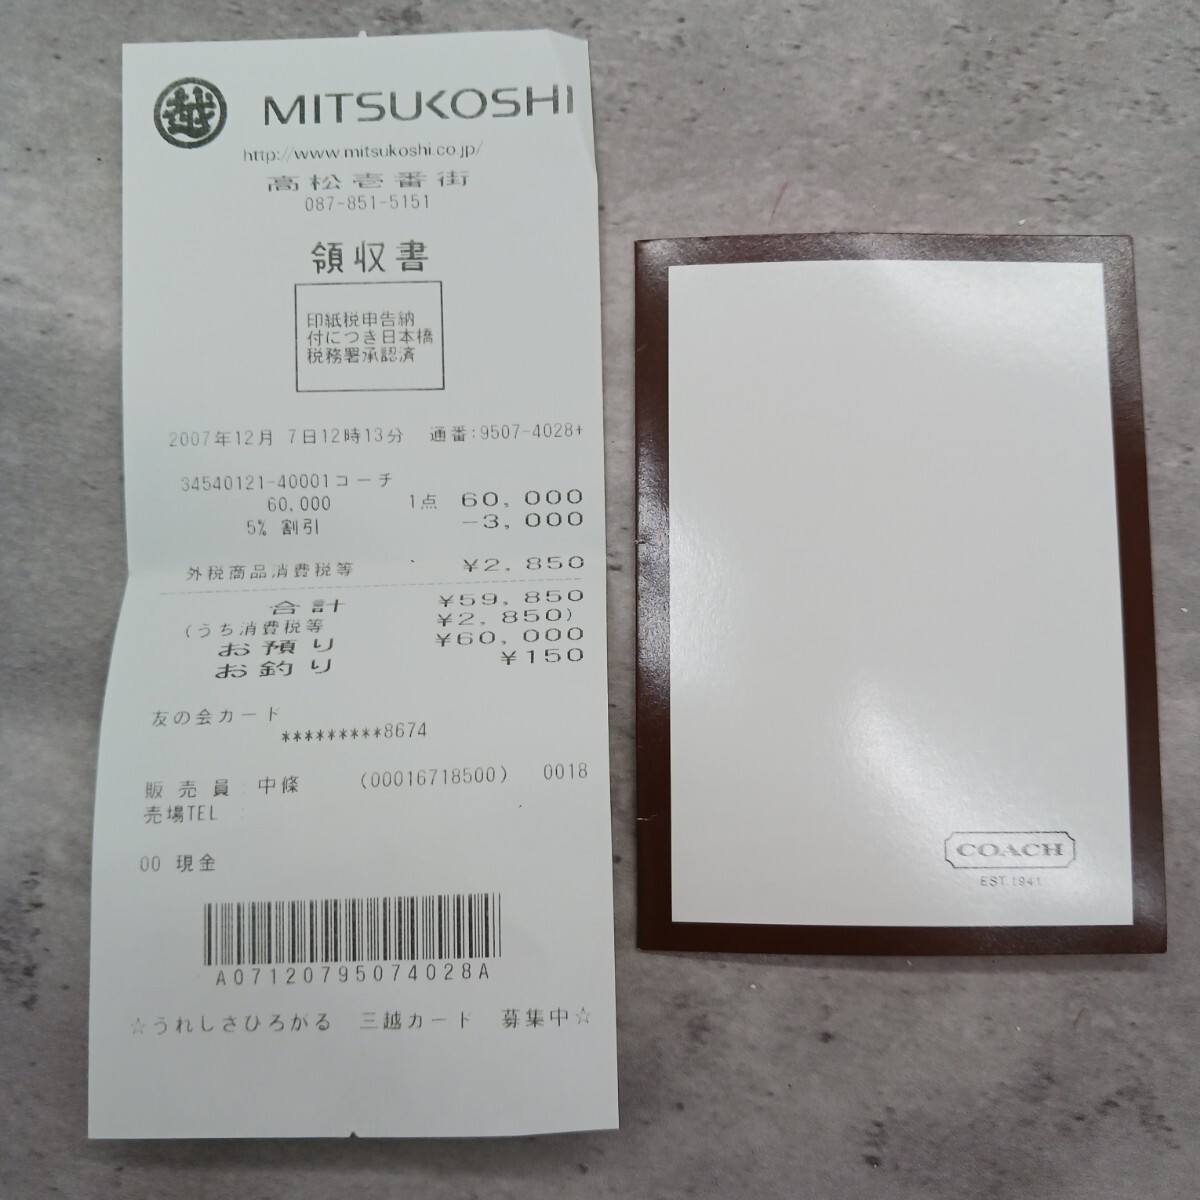 越 MITSUKOSHI
http://www.mitsukoshi.co.jp/
高松壱番街
087-851-5151
領収書
印紙税申告納
付につき日本橋
税務署承認済
2007年12月 7日12時13分 通番:9507-4028+
34540121-40001コーチ
60,000 1点 60,000
5% 割引 -3,000
外税商品消費税等 ¥2,850
合計 ¥59,850
(うち消費税等 ¥2,850)
お預り ¥60,000
お釣り ¥150
友の会カード
*********8674
販売員 中條 (00016718500) 0018
売場TEL
00 現金
A07120795074028A
☆うれしさひろがる 三越カード 募集中☆
COACH
EST.1941